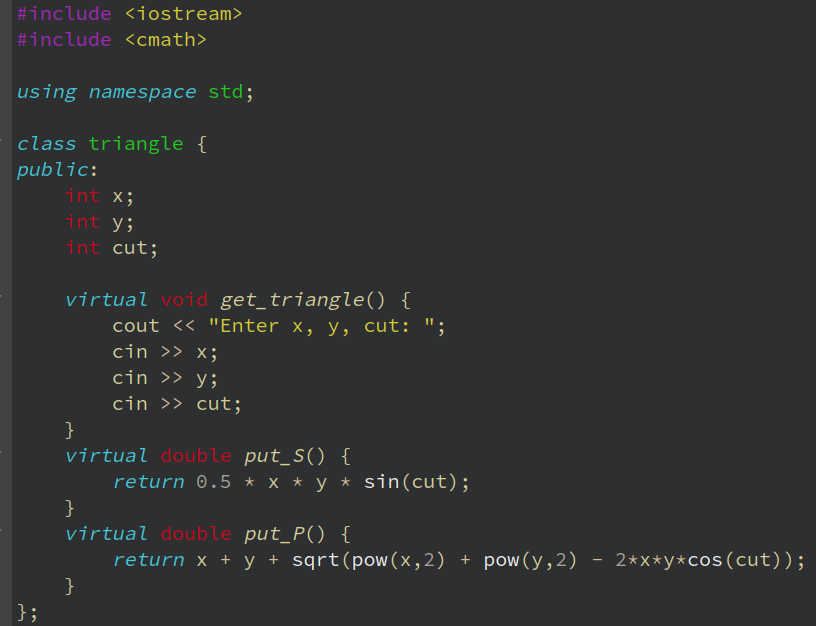 #include <iostream>
#include <cmath>

using namespace std;

class triangle {
public:
    int x;
    int y;
    int cut;

    virtual void get_triangle() {
        cout << "Enter x, y, cut: ";
        cin >> x;
        cin >> y;
        cin >> cut;
    }
    virtual double put_S() {
        return 0.5 * x * y * sin(cut);
    }
    virtual double put_P() {
        return x + y + sqrt(pow(x,2) + pow(y,2) - 2*x*y*cos(cut));
    }
};